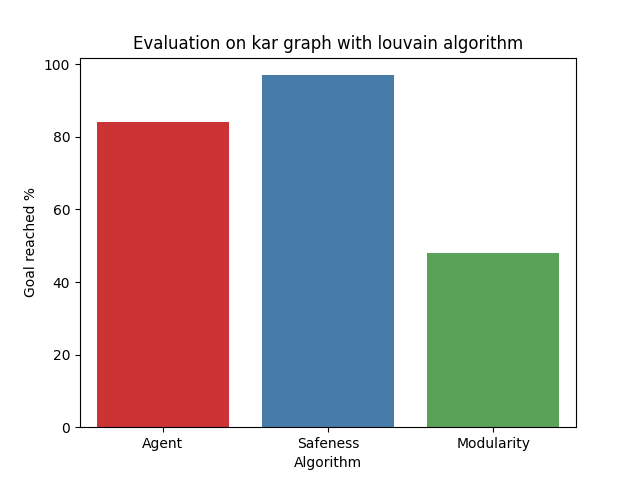 Evaluation on kar graph with louvain algorithm
100
80
60
40
20
0
Goal reached %
Agent
Safeness
Modularity
Algorithm